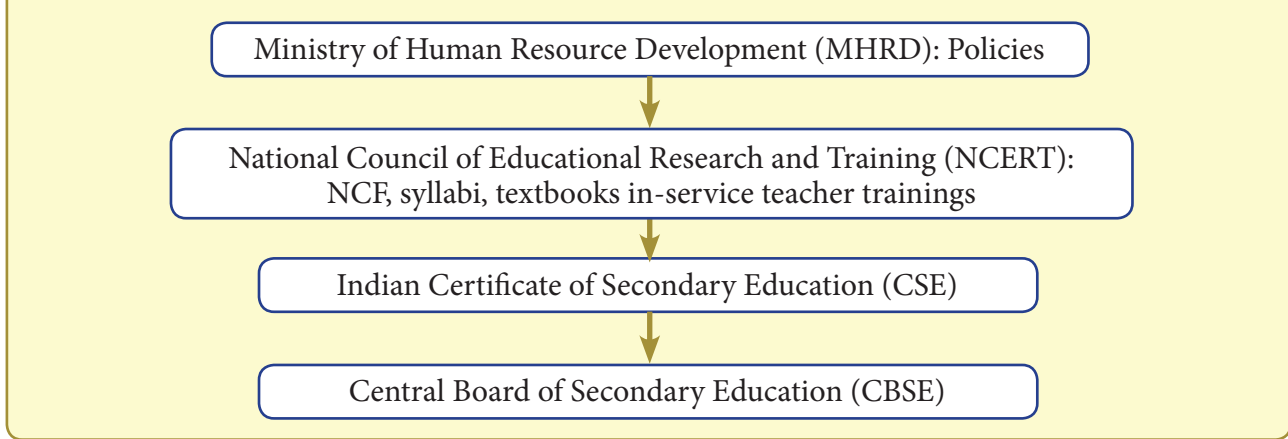 Ministry of Human Resource Development (MHRD): Policies
National Council of Educational Research and Training (NCERT):
NCF, syllabi, textbooks in-service teacher trainings
Indian Certificate of Secondary Education (CSE)
Central Board of Secondary Education (CBSE)